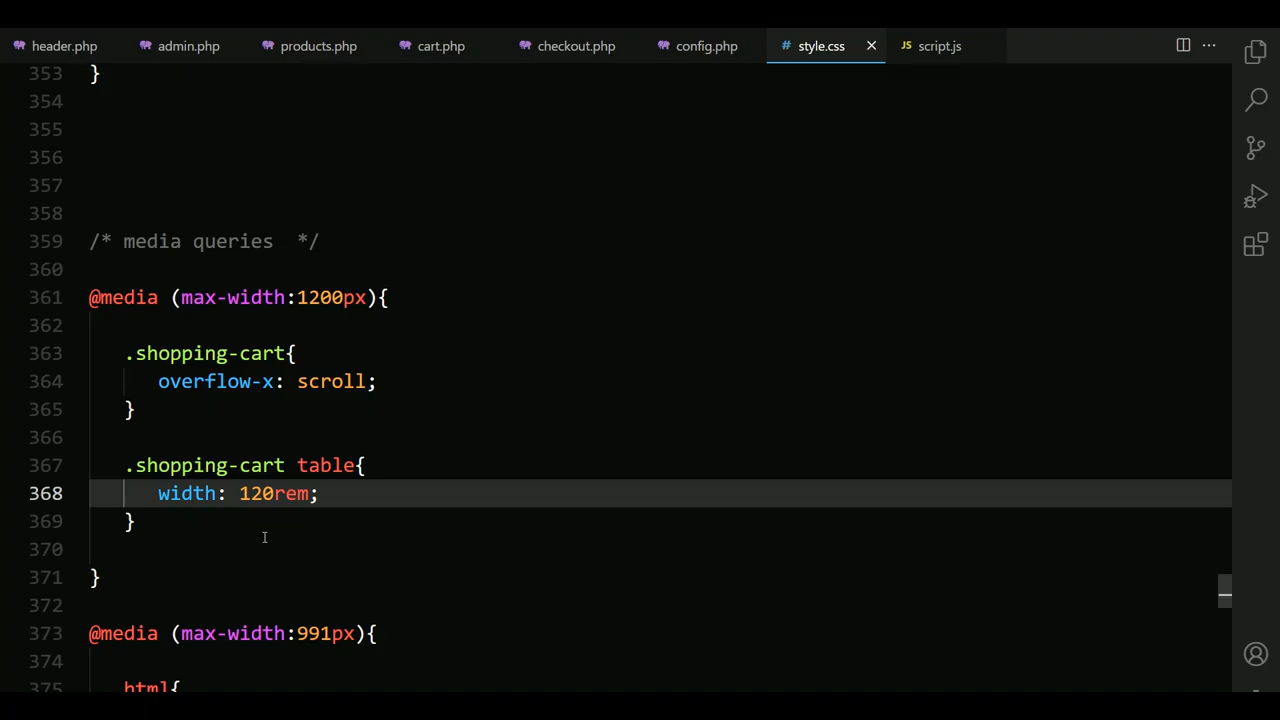 header.php admin.php products.php cart.php checkout.php config.php # style.css JS script.js
353 }
354
355
356
357
358
359 /* media queries  */
360
361 @media (max-width:1200px){
362
363 .shopping-cart{
364 overflow-x: scroll;
365 }
366
367 .shopping-cart table{
368 width: 120rem;
369 }
370
371 }
372
373 @media (max-width:991px){
374
375 html{